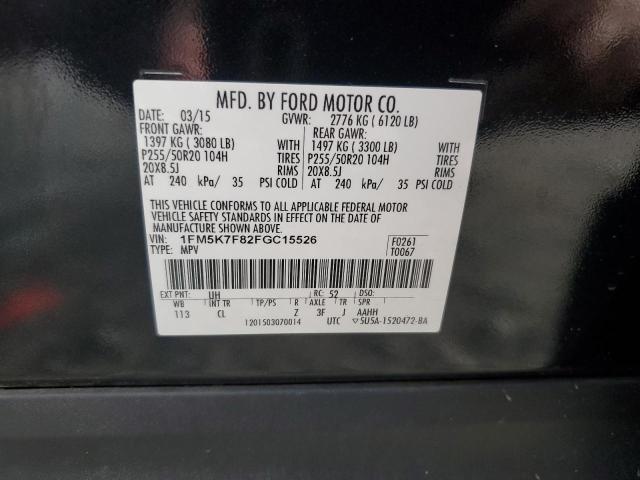 MFD. BY FORD MOTOR CO.
DATE: 03/15 GVWR: 2776 KG ( 6120 LB)
FRONT GAWR: REAR GAWR:
1397 KG ( 3080 LB) 1497 KG ( 3300 LB)
P255/50R20 104H TIRES P255/50R20 104H TIRES
20X8.5J RIMS 20X8.5J RIMS
AT 240 kPa/ 35 PSI COLD AT 240 kPa/ 35 PSI COLD
THIS VEHICLE CONFORMS TO ALL APPLICABLE FEDERAL MOTOR
VEHICLE SAFETY STANDARDS IN EFFECT ON THE DATE OF
MANUFACTURE SHOWN ABOVE.
VIN: 1FM5K7F82FGC15526 F0261
TYPE: MPV T0067
EXT PNT: UH RC: 52 DSO:
WB INT TR TP/PS R AXLE TR SPR
113 CL Z 3F J AAHH
1201503070014 UTC ▽5U5A-1520472-BA